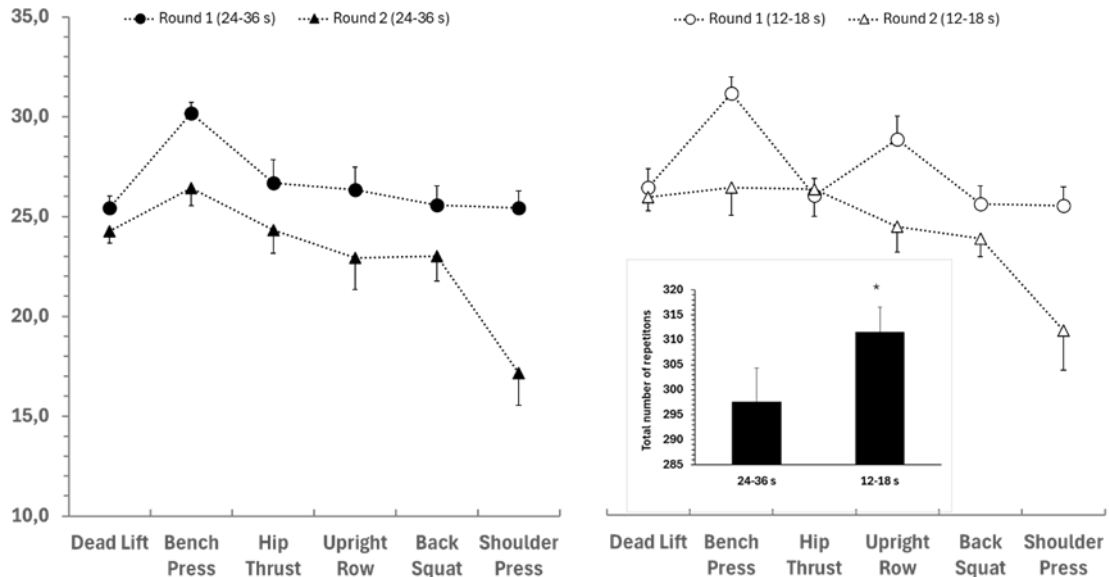 Round 1 (24-36 s) Round 2 (24-36 s)
Round 1 (12-18 s) Round 2 (12-18 s)
35,0
30,0
25,0
20,0
15,0
10,0
Dead Lift Bench Press Hip Thrust Upright Row Back Squat Shoulder Press
Total number of repetitons
320
315
310
305
300
295
290
285
*
24-36 s 12-18 s
Dead Lift Bench Press Hip Thrust Upright Row Back Squat Shoulder Press